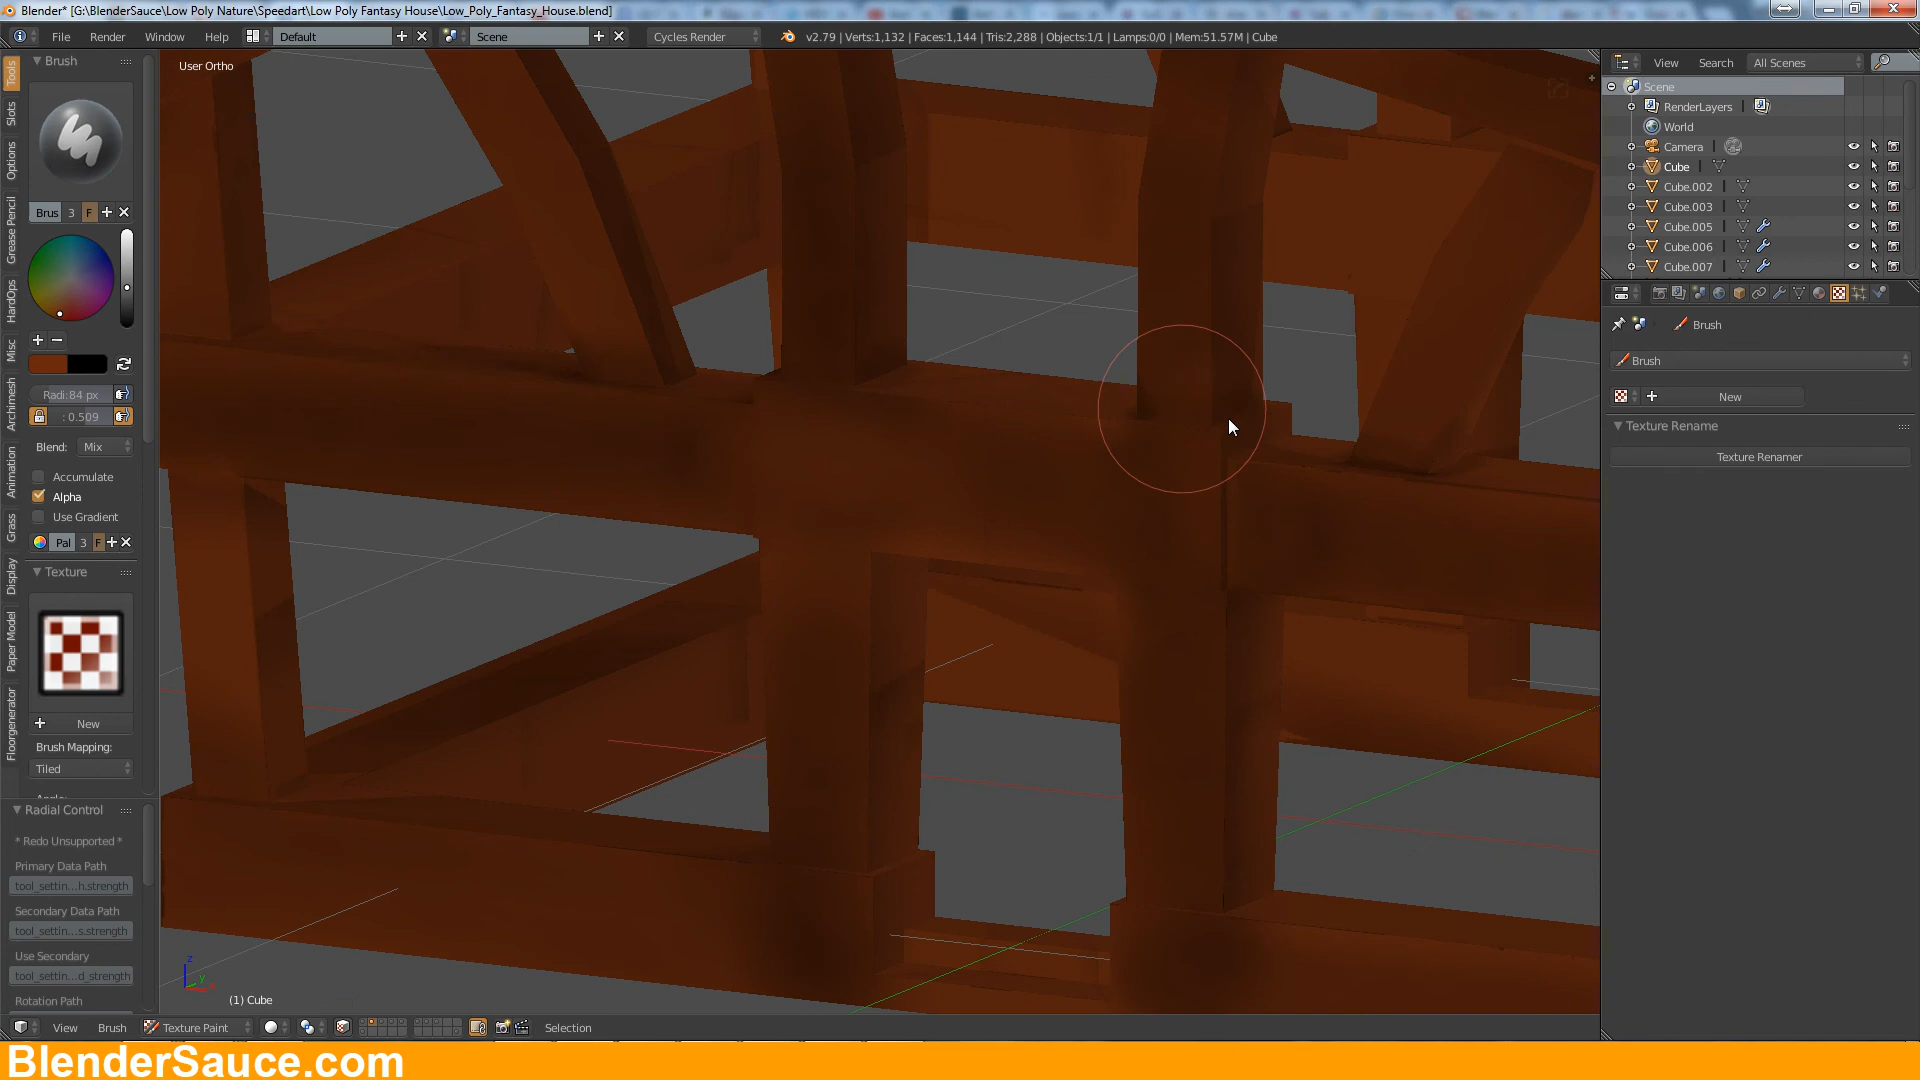 Blender* [G:\BlenderSauce\Low Poly Nature\Speedart\Low Poly Fantasy House\Low_Poly_Fantasy_House.blend]
File Render Window Help Default Scene Cycles Render v2.79 | Verts:1,132 | Faces:1,144 | Tris:2,288 | Objects:1/1 | Lamps:0/0 | Mem:51.57M | Cube
Tools
Slots
Options
Grease Pencil
HardOps
Misc
Archimesh
Animation
Grass
Display
Paper Model
Floorgenerator
Brush
Brus 3 F
Radi:84 px
: 0.509
Blend: Mix
Accumulate
Alpha
Use Gradient
Pal 3 F
Texture
New
Brush Mapping:
Tiled
Radial Control
* Redo Unsupported *
Primary Data Path
tool_settin...h.strength
Secondary Data Path
tool_settin...s.strength
Use Secondary
tool_settin...d_strength
Rotation Path
User Ortho
z
y
x
(1) Cube
View Brush Texture Paint Selection
View Search All Scenes
Scene
RenderLayers
World
Camera
Cube
Cube.002
Cube.003
Cube.005
Cube.006
Cube.007
Brush
Brush
New
Texture Rename
Texture Renamer
BlenderSauce.com